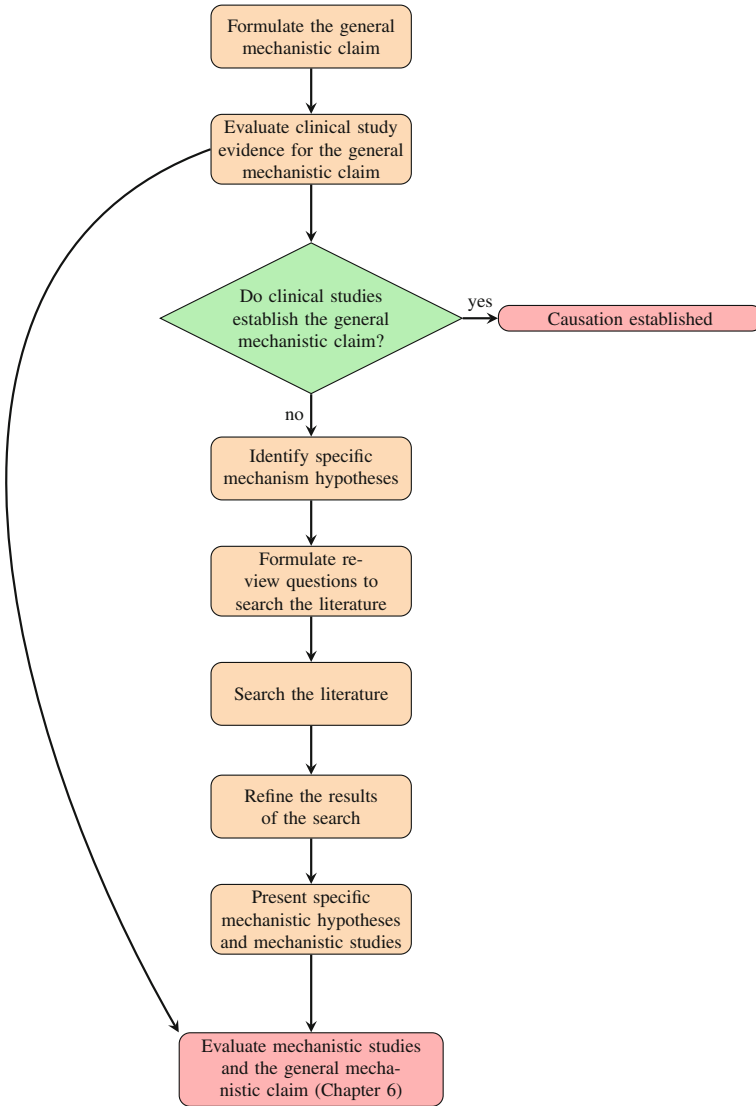 Formulate the general
mechanistic claim
Evaluate clinical study
evidence for the general
mechanistic claim
Do clinical studies
establish the general
mechanistic claim?
yes
Causation established
no
Identify specific
mechanism hypotheses
Formulate re-
view questions to
search the literature
Search the literature
Refine the results
of the search
Present specific
mechanistic hypotheses
and mechanistic studies
Evaluate mechanistic studies
and the general mecha-
nistic claim (Chapter 6)